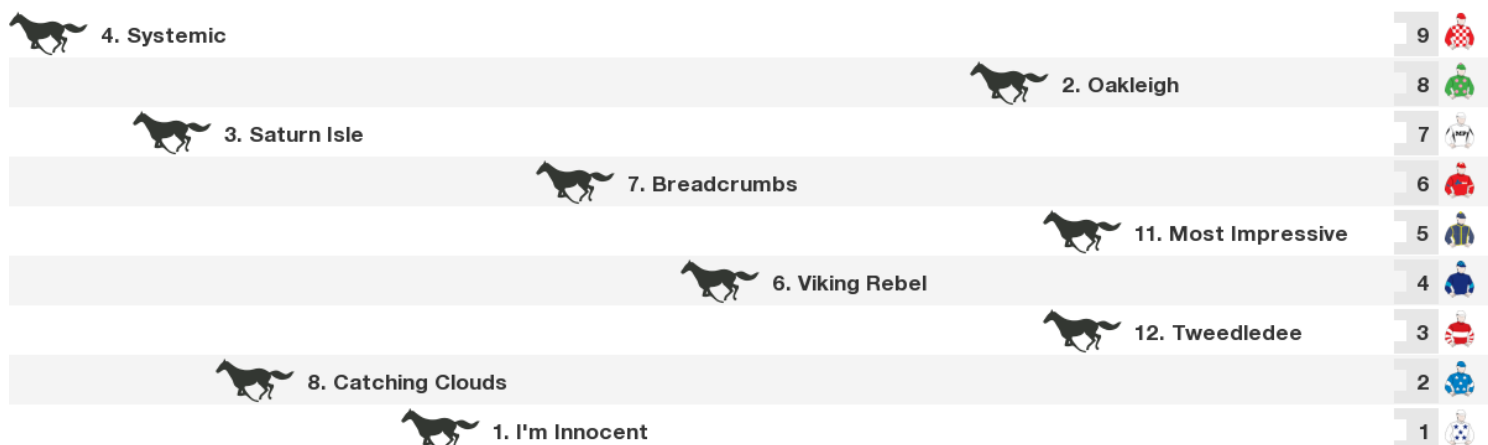 4. Systemic 9
2. Oakleigh 8
3. Saturn Isle 7
7. Breadcrumbs 6
11. Most Impressive 5
6. Viking Rebel 4
12. Tweedledee 3
8. Catching Clouds 2
1. I'm Innocent 1